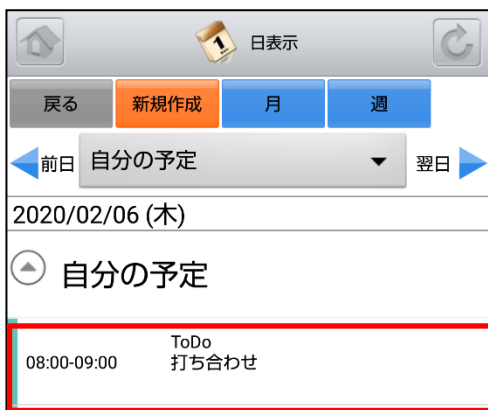 1
日表示
戻る 新規作成 月 週
前日 自分の予定 翌日
2020/02/06 (木)
自分の予定
ToDo
08:00-09:00 打ち合わせ